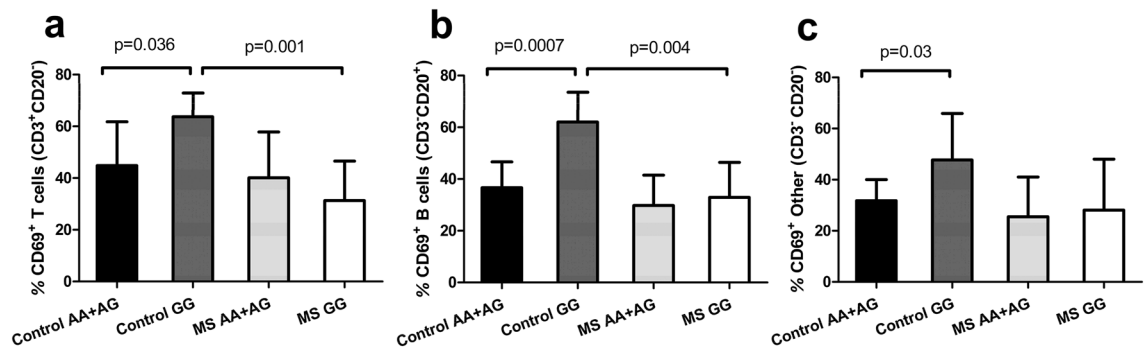 a
p=0.036
p=0.001
% CD69⁺ T cells (CD3⁺CD20⁻)
80
60
40
20
0
Control AA+AG
Control GG
MS AA+AG
MS GG
b
p=0.0007
p=0.004
% CD69⁺ B cells (CD3⁻CD20⁺)
80
60
40
20
0
Control AA+AG
Control GG
MS AA+AG
MS GG
c
p=0.03
% CD69⁺ Other (CD3⁻ CD20⁻)
80
60
40
20
0
Control AA+AG
Control GG
MS AA+AG
MS GG